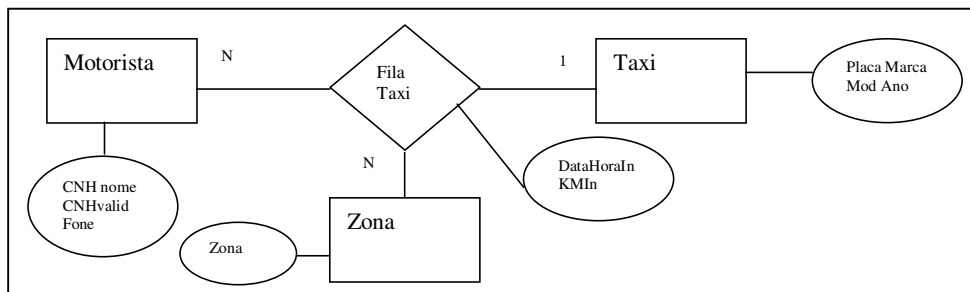 Motorista
N
Fila
Taxi
1
Taxi
Placa Marca
Mod Ano
CNH nome
CNHvalid
Fone
N
DataHoraIn
KMIn
Zona
Zona